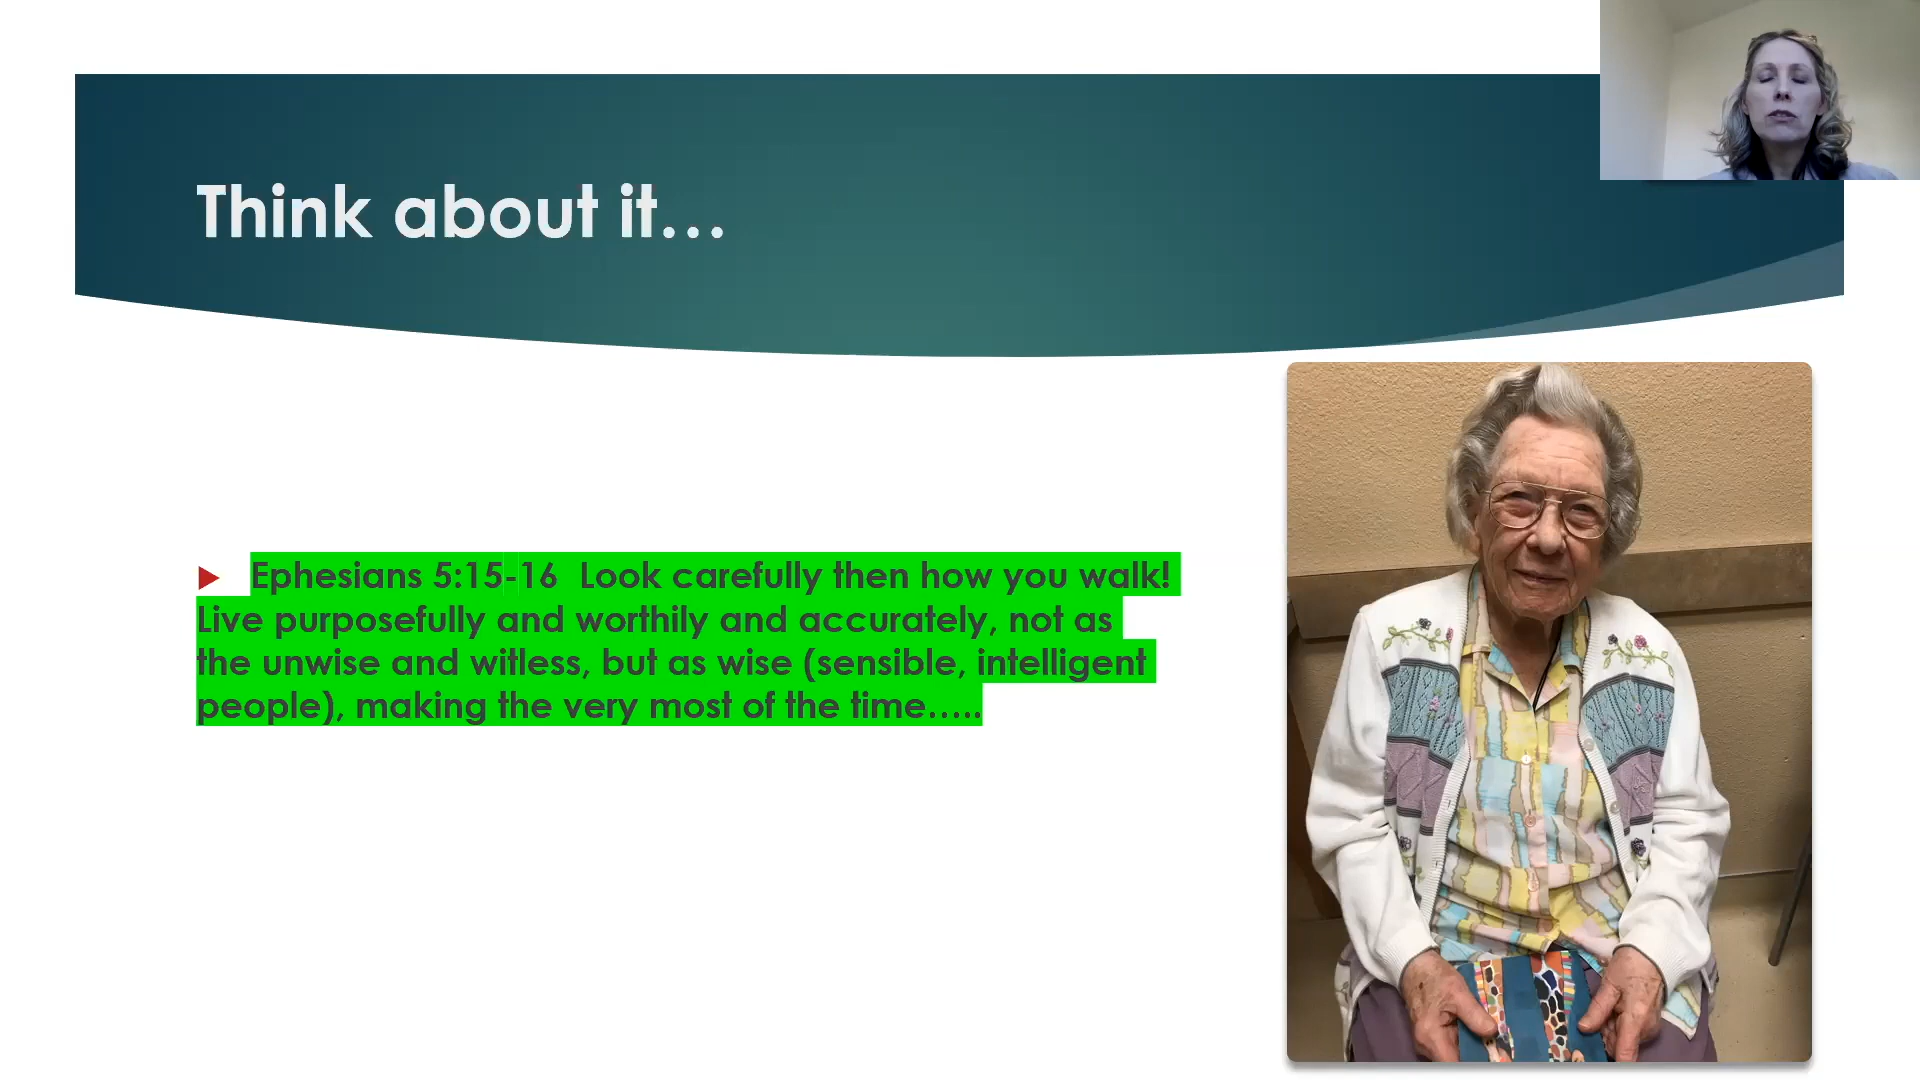 Think about it...
Ephesians 5:15-16  Look carefully then how you walk!
Live purposefully and worthily and accurately, not as
the unwise and witless, but as wise (sensible, intelligent
people), making the very most of the time.....